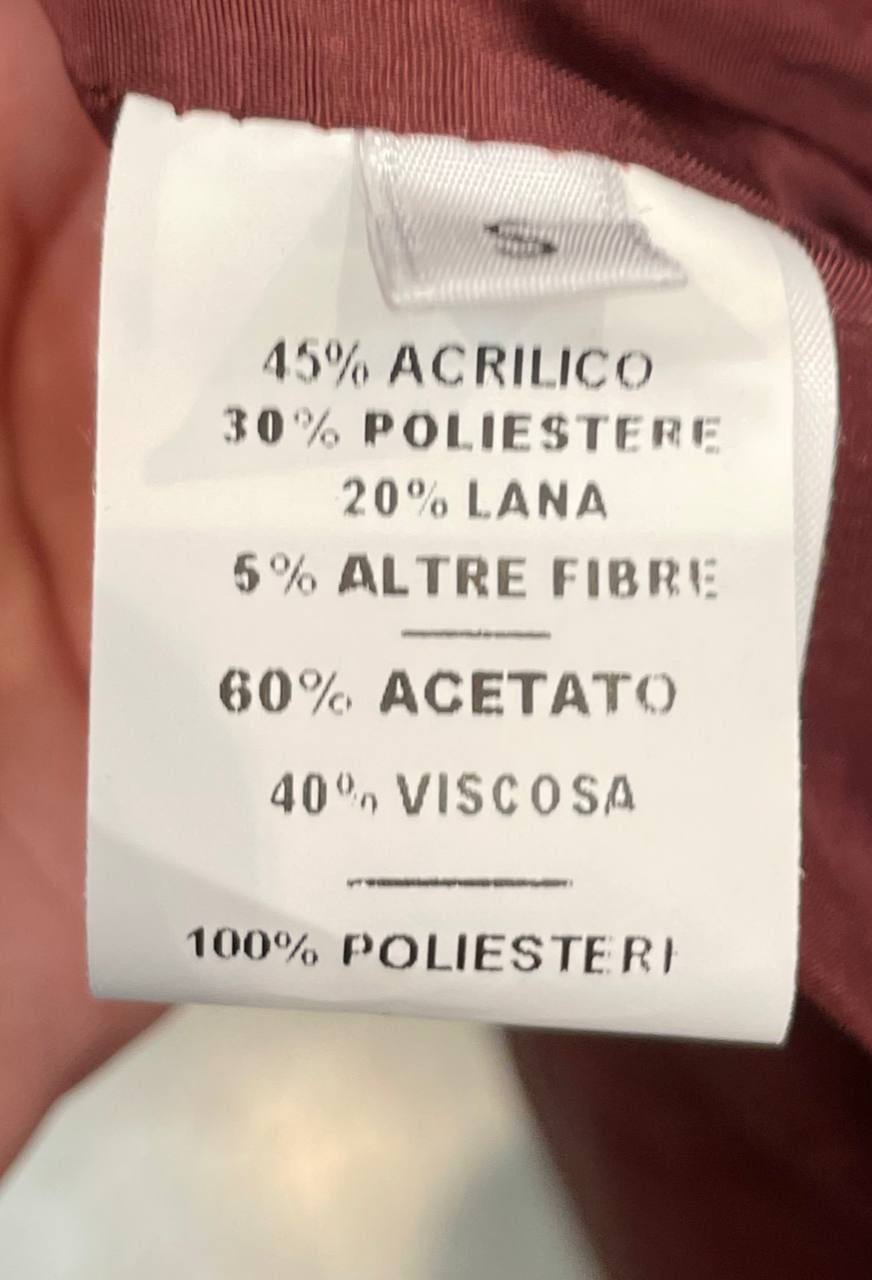 S
45% ACRILICO
30% POLIESTERE
20% LANA
5% ALTRE FIBRE
60% ACETATO
40% VISCOSA
100% POLIESTERE